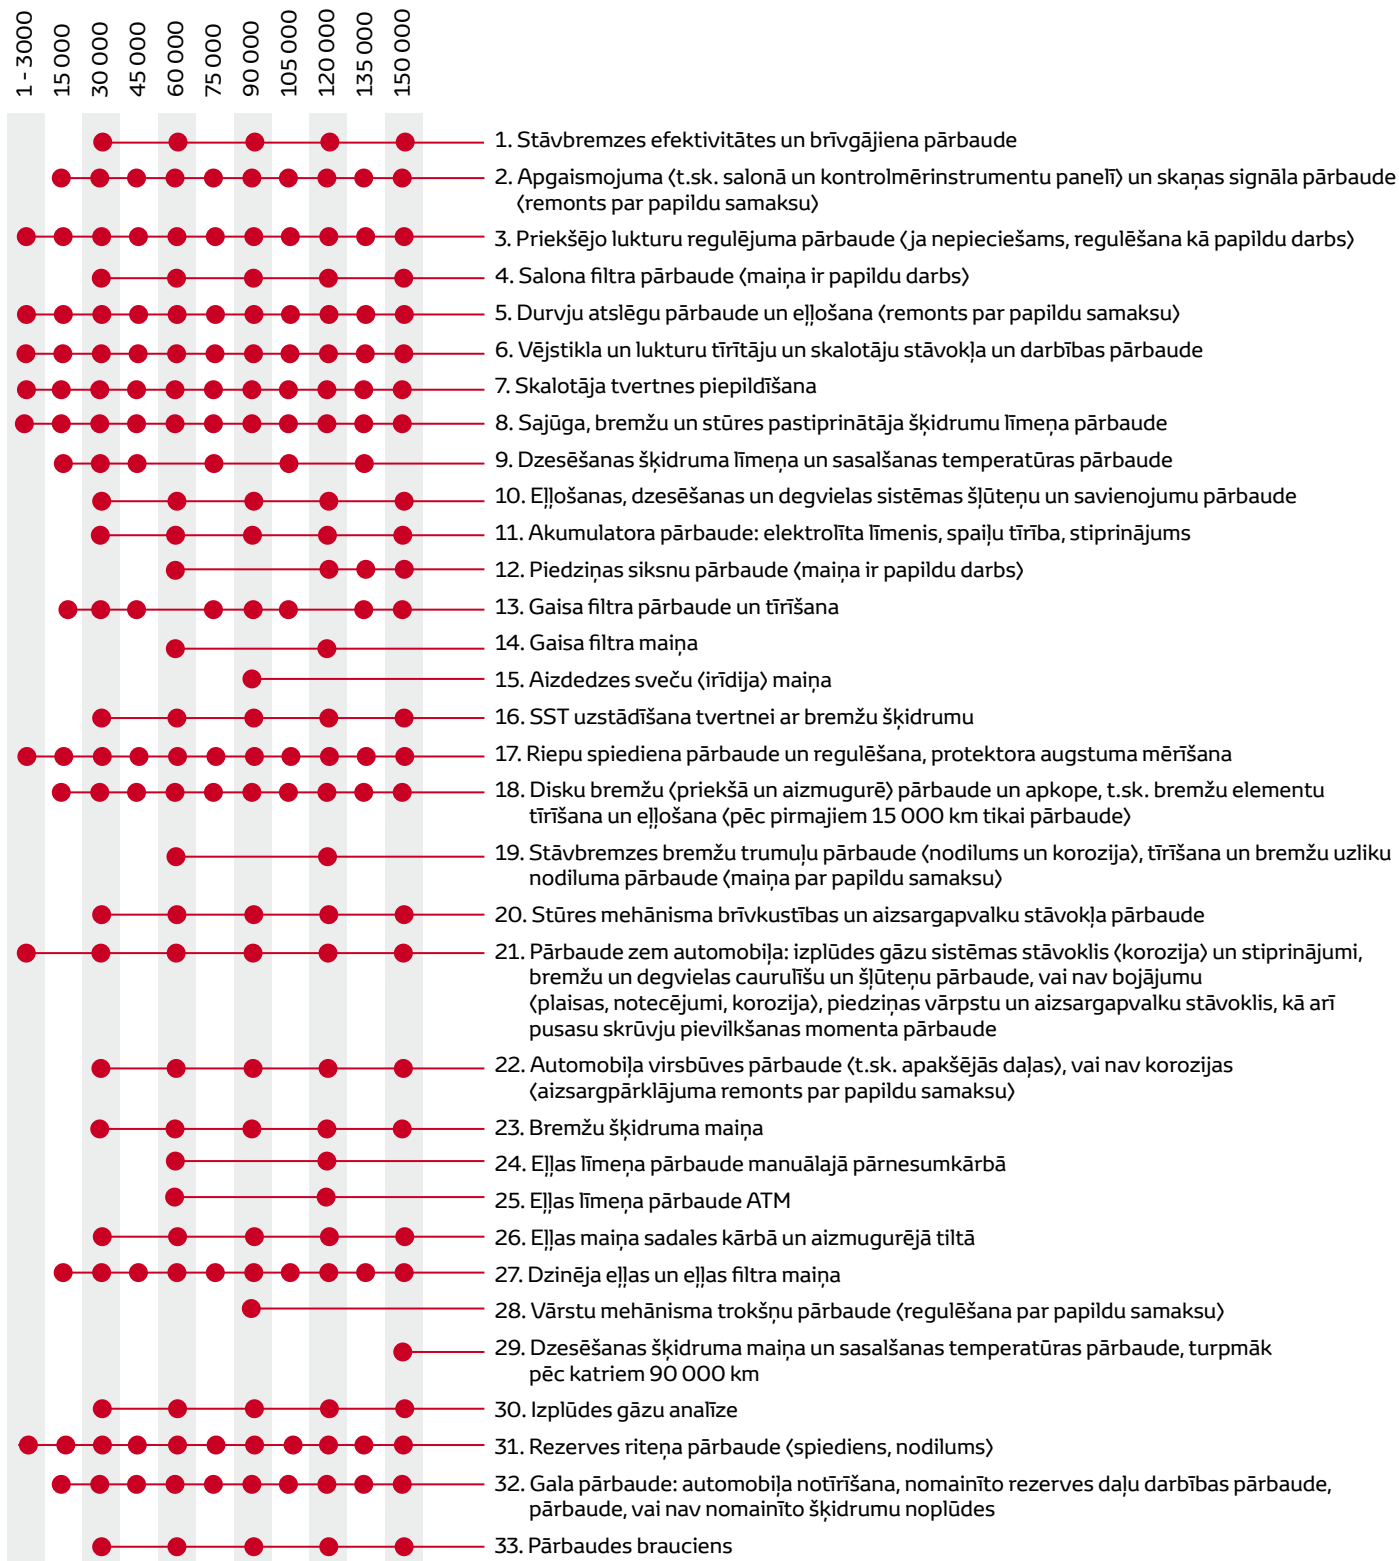 1 - 3000
15 000
30 000
45 000
60 000
75 000
90 000
105 000
120 000
135 000
150 000
1. Stāvbremzes efektivitātes un brīvgājiena pārbaude
2. Apgaismojuma (t.sk. salonā un kontrolmērinstrumentu panelī) un skaņas signāla pārbaude
(remonts par papildu samaksu)
3. Priekšējo lukturu regulējuma pārbaude (ja nepieciešams, regulēšana kā papildu darbs)
4. Salona filtra pārbaude (maiņa ir papildu darbs)
5. Durvju atslēgu pārbaude un eļļošana (remonts par papildu samaksu)
6. Vējstikla un lukturu tīrītāju un skalotāju stāvokļa un darbības pārbaude
7. Skalotāja tvertnes piepildīšana
8. Sajūga, bremžu un stūres pastiprinātāja šķidrumu līmeņa pārbaude
9. Dzesēšanas šķidruma līmeņa un sasalšanas temperatūras pārbaude
10. Eļļošanas, dzesēšanas un degvielas sistēmas šļūteņu un savienojumu pārbaude
11. Akumulatora pārbaude: elektrolīta līmenis, spaiļu tīrība, stiprinājums
12. Piedziņas siksnu pārbaude (maiņa ir papildu darbs)
13. Gaisa filtra pārbaude un tīrīšana
14. Gaisa filtra maiņa
15. Aizdedzes sveču (irīdija) maiņa
16. SST uzstādīšana tvertnei ar bremžu šķidrumu
17. Riepu spiediena pārbaude un regulēšana, protektora augstuma mērīšana
18. Disku bremžu (priekšā un aizmugurē) pārbaude un apkope, t.sk. bremžu elementu
tīrīšana un eļļošana (pēc pirmajiem 15 000 km tikai pārbaude)
19. Stāvbremzes bremžu trumuļu pārbaude (nodilums un korozija), tīrīšana un bremžu uzliku
nodiluma pārbaude (maiņa par papildu samaksu)
20. Stūres mehānisma brīvkustības un aizsargapvalku stāvokļa pārbaude
21. Pārbaude zem automobiļa: izplūdes gāzu sistēmas stāvoklis (korozija) un stiprinājumi,
bremžu un degvielas caurulīšu un šļūteņu pārbaude, vai nav bojājumu
(plaisas, notecējumi, korozija), piedziņas vārpstu un aizsargapvalku stāvoklis, kā arī
pusasu skrūvju pievilkšanas momenta pārbaude
22. Automobiļa virsbūves pārbaude (t.sk. apakšējās daļas), vai nav korozijas
(aizsargpārklājuma remonts par papildu samaksu)
23. Bremžu šķidruma maiņa
24. Eļļas līmeņa pārbaude manuālajā pārnesumkārbā
25. Eļļas līmeņa pārbaude ATM
26. Eļļas maiņa sadales kārbā un aizmugurējā tiltā
27. Dzinēja eļļas un eļļas filtra maiņa
28. Vārstu mehānisma trokšņu pārbaude (regulēšana par papildu samaksu)
29. Dzesēšanas šķidruma maiņa un sasalšanas temperatūras pārbaude, turpmāk
pēc katriem 90 000 km
30. Izplūdes gāzu analīze
31. Rezerves riteņa pārbaude (spiediens, nodilums)
32. Gala pārbaude: automobiļa notīrīšana, nomainīto rezerves daļu darbības pārbaude,
pārbaude, vai nav nomainīto šķidrumu noplūdes
33. Pārbaudes brauciens